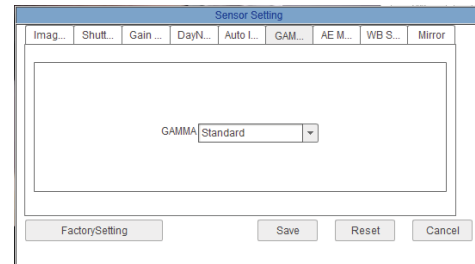 Sensor Setting
Imag... Shutt... Gain ... DayN... Auto I... GAM... AE M... WB S... Mirror
GAMMA Standard
FactorySetting Save Reset Cancel